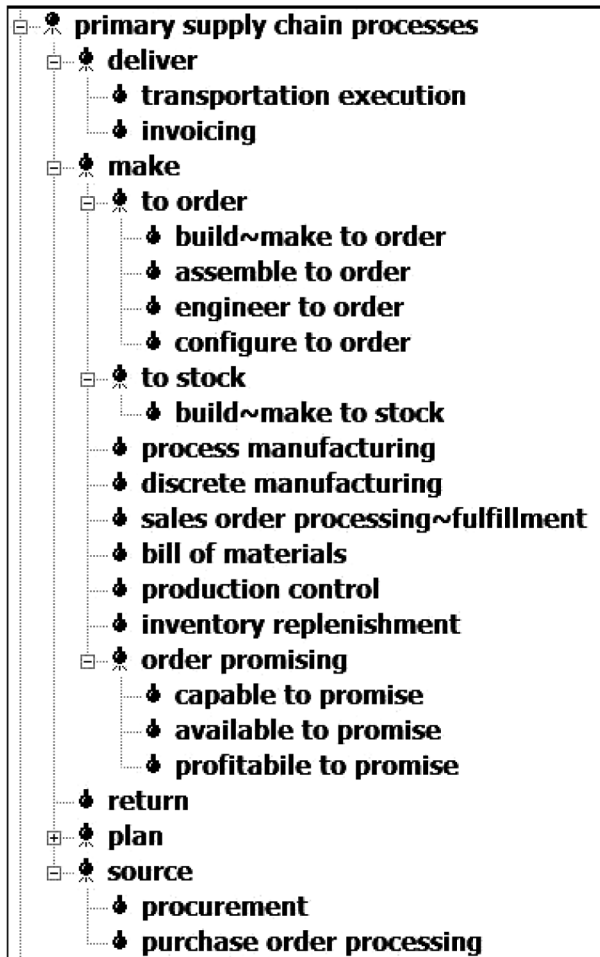 primary supply chain processes
deliver
transportation execution
invoicing
make
to order
build~make to order
assemble to order
engineer to order
configure to order
to stock
build~make to stock
process manufacturing
discrete manufacturing
sales order processing~fulfillment
bill of materials
production control
inventory replenishment
order promising
capable to promise
available to promise
profitabile to promise
return
plan
source
procurement
purchase order processing